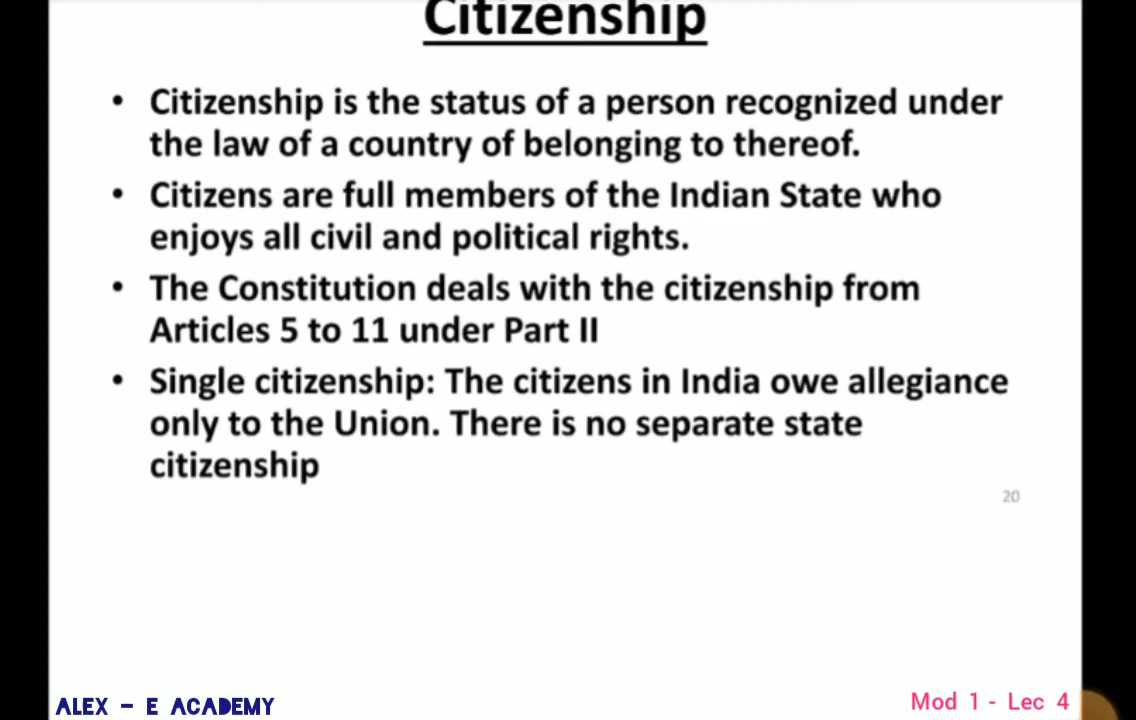 Citizenship
• Citizenship is the status of a person recognized under
the law of a country of belonging to thereof.
• Citizens are full members of the Indian State who
enjoys all civil and political rights.
• The Constitution deals with the citizenship from
Articles 5 to 11 under Part II
• Single citizenship: The citizens in India owe allegiance
only to the Union. There is no separate state
citizenship
20
ALEX - E ACADEMY
Mod 1 - Lec 4